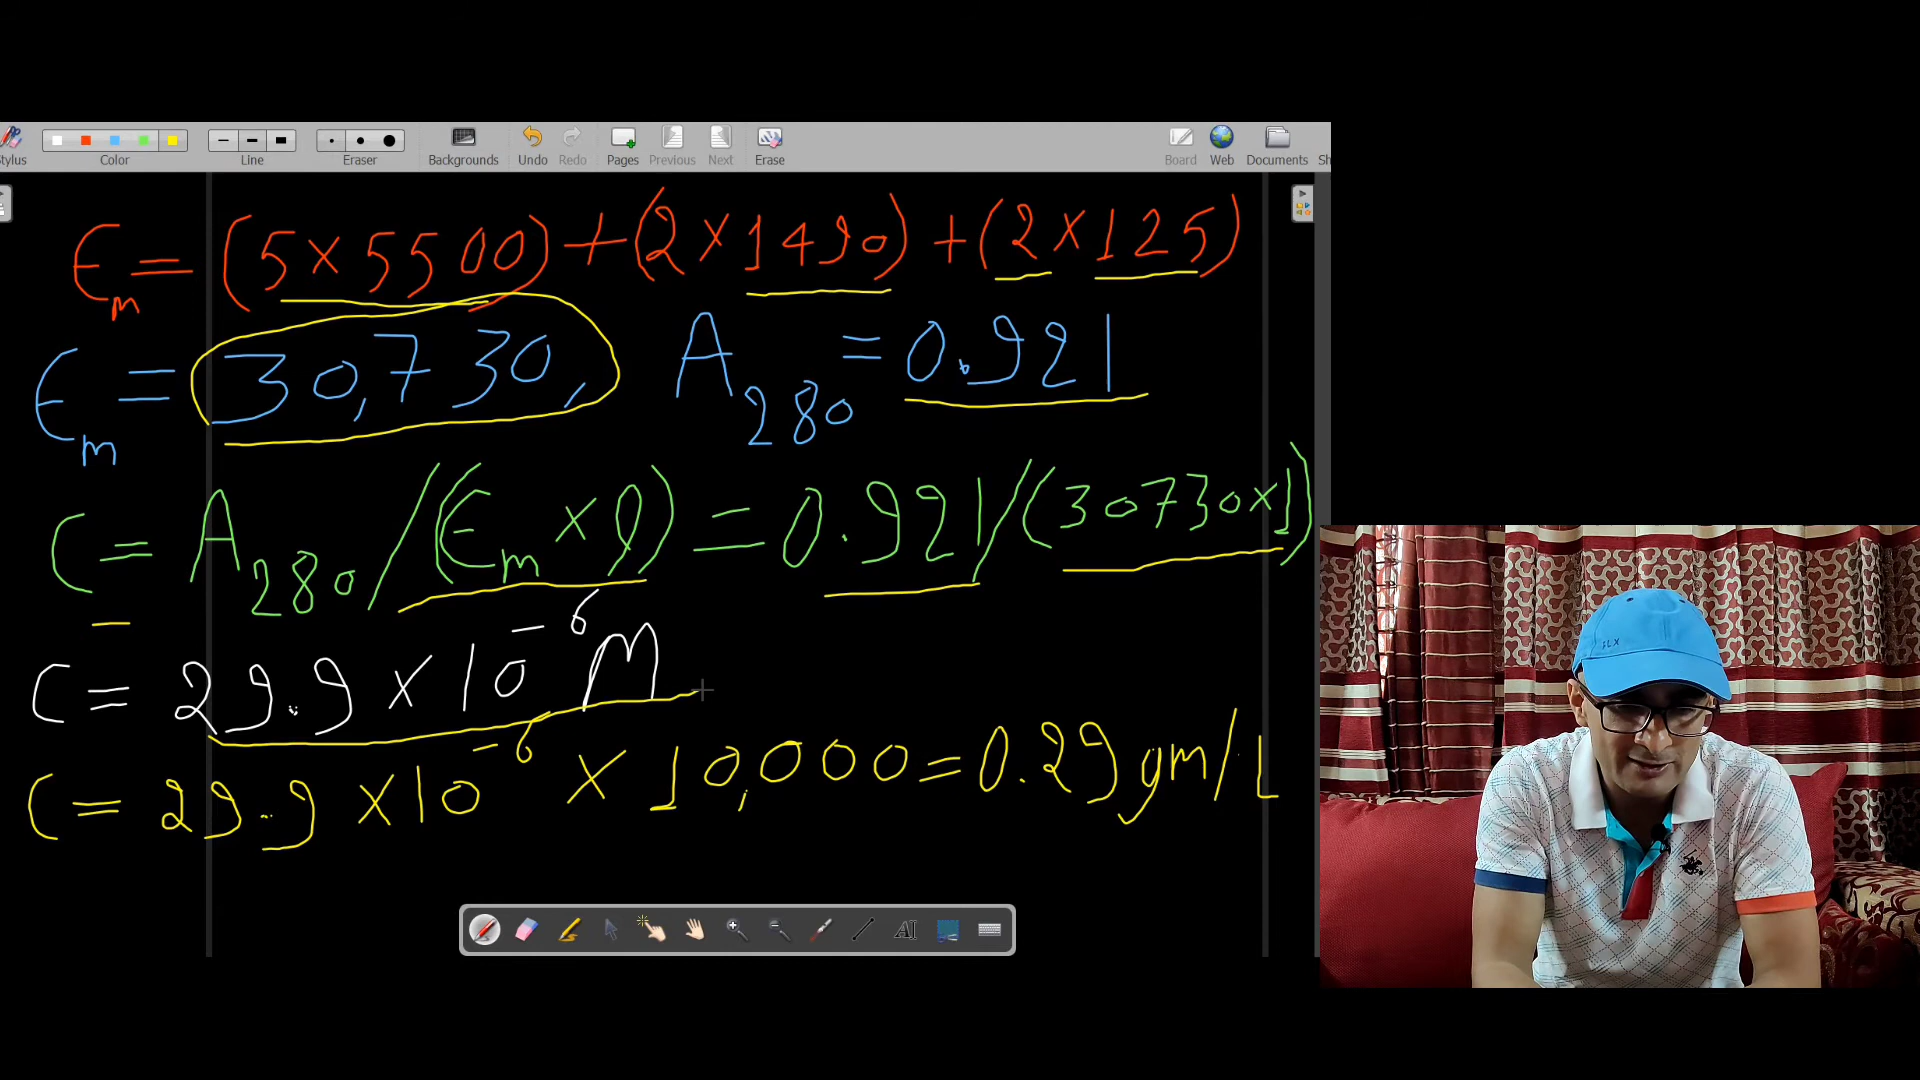 Stylus Color Line Eraser Backgrounds Undo Redo Pages Previous Next Erase Board Web Documents
ϵm = (5 × 5500) + (2 × 1490) + (2 × 125)
ϵm = 30,730, A280 = 0.921
C = A280/(ϵm × l) = 0.921/(30730×1)
C = 29.9 × 10⁻⁶ M
C = 29.9 × 10⁻⁶ × 10,000 = 0.29 gm/L
AI